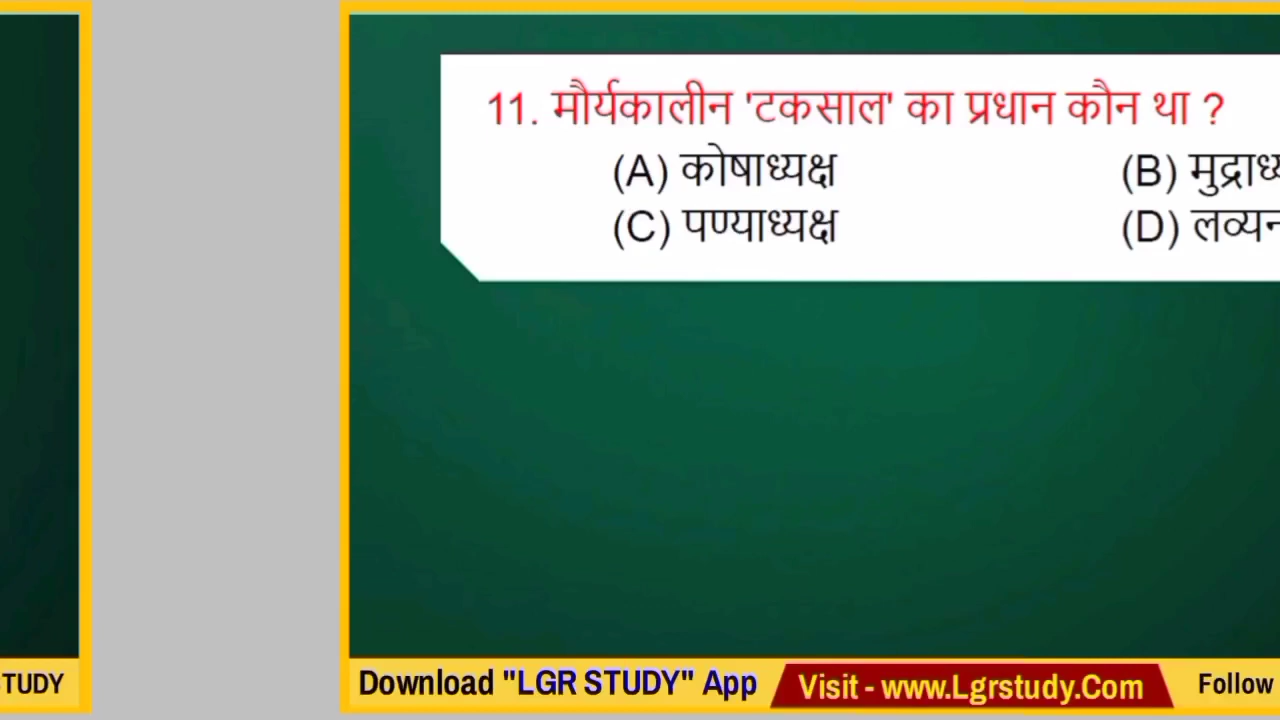 11. मौर्यकालीन 'टकसाल' का प्रधान कौन था ?
(A) कोषाध्यक्ष (B)
(C) पण्याध्यक्ष (D)
TUDY Download "LGR STUDY" App Visit - www.Lgrstudy.Com Follow